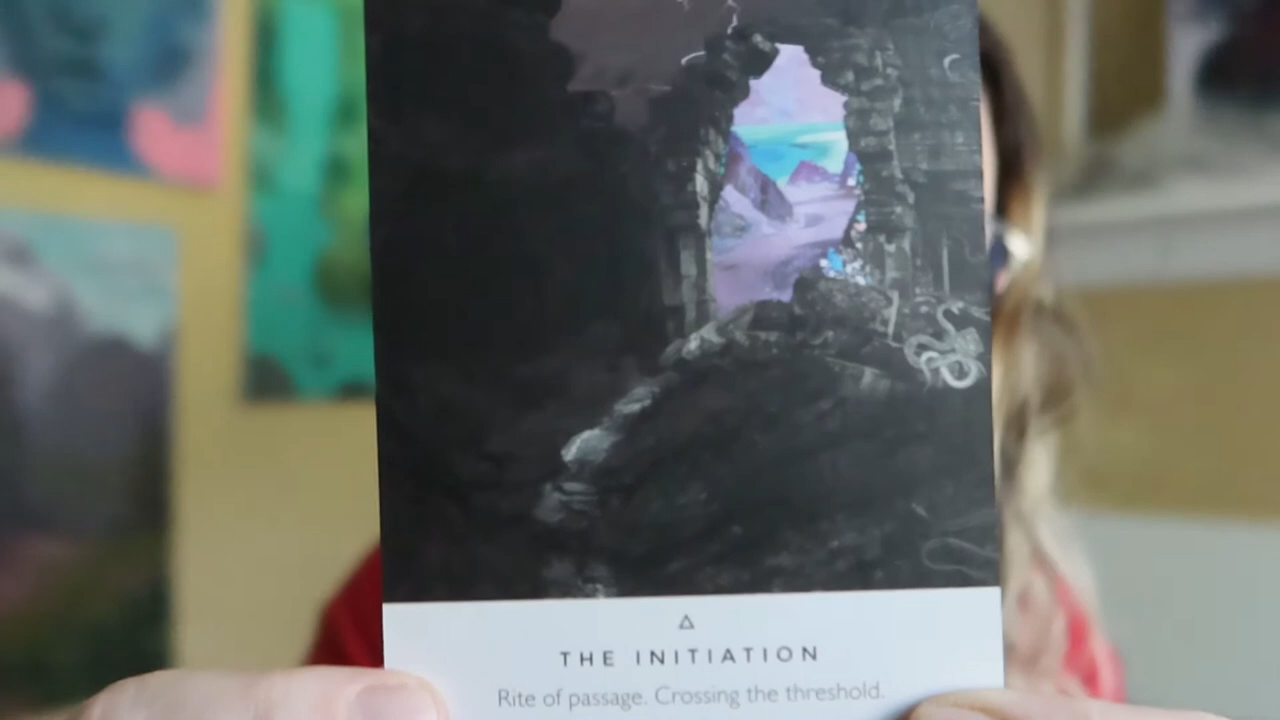 THE INITIATION
Rite of passage. Crossing the threshold.